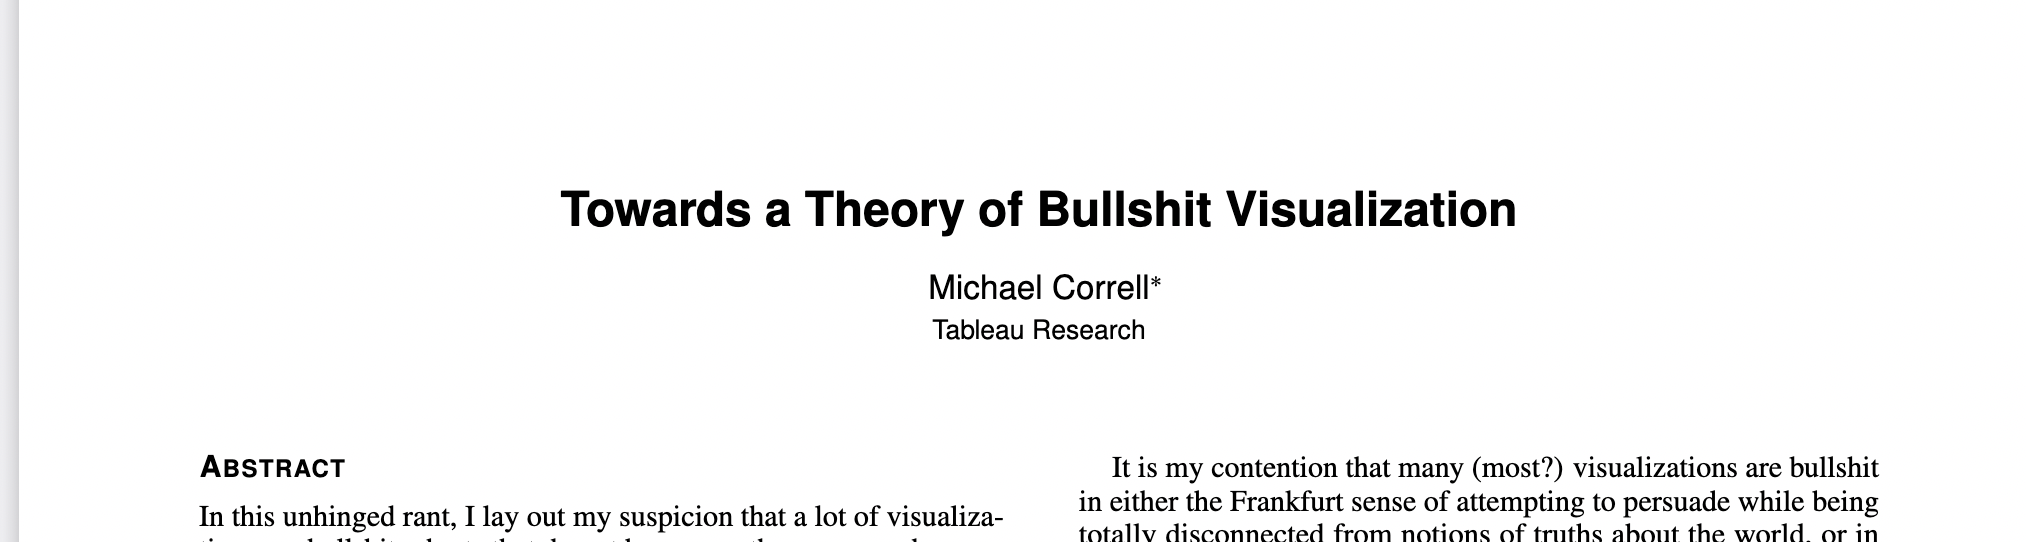 Towards a Theory of Bullshit Visualization
Michael Correll*
Tableau Research
ABSTRACT
In this unhinged rant, I lay out my suspicion that a lot of visualiza-
It is my contention that many (most?) visualizations are bullshit
in either the Frankfurt sense of attempting to persuade while being
totally disconnected from notions of truths about the world, or in